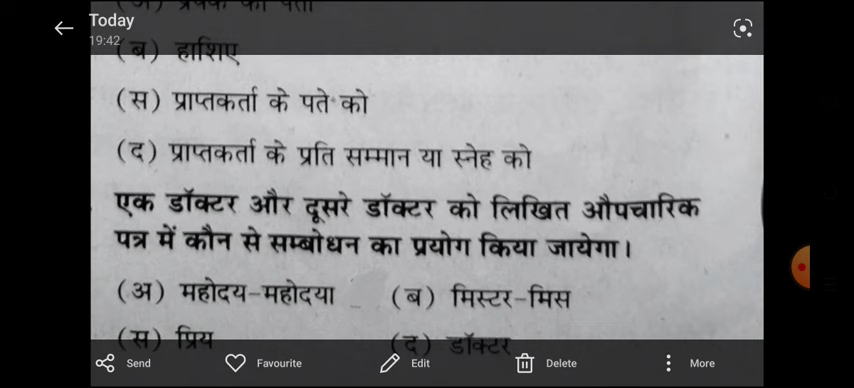 Today
19:42
(ब) हाशिए
(स) प्राप्तकर्ता के पते को
(द) प्राप्तकर्ता के प्रति सम्मान या स्नेह को
एक डॉक्टर और दूसरे डॉक्टर को लिखित औपचारिक
पत्र में कौन से सम्बोधन का प्रयोग किया जायेगा।
(अ) महोदय-महोदया (ब) मिस्टर-मिस
(स) प्रिय (द) डॉक्टर
Send Favourite Edit Delete More